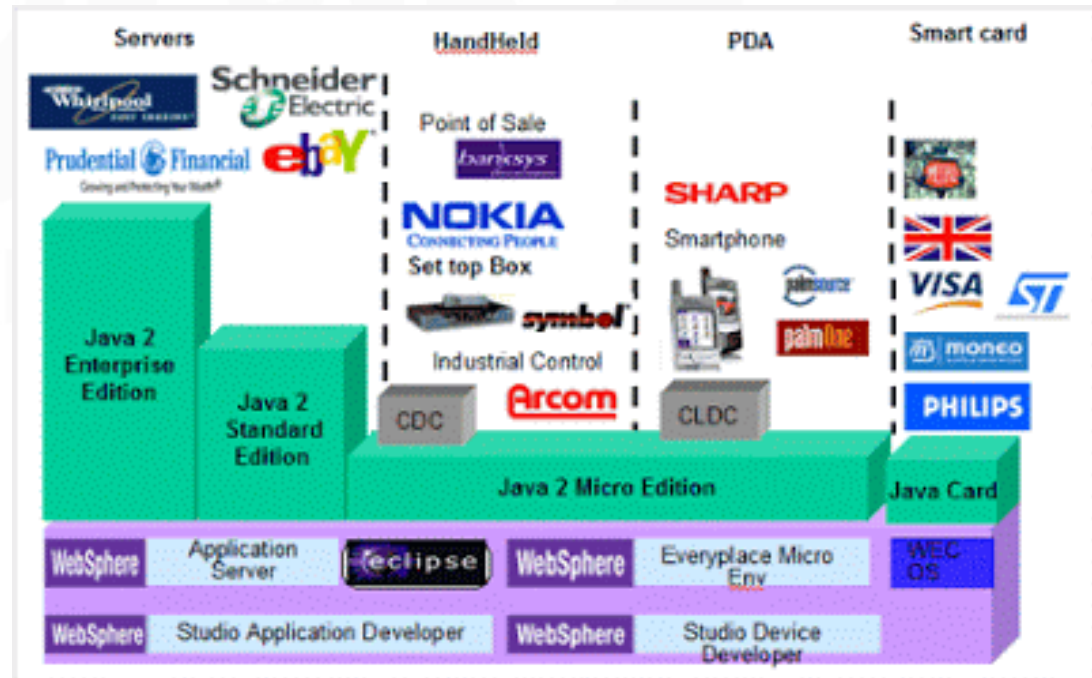 Servers
HandHeld
PDA
Smart card
Whirlpool
Schneider
Electric
Prudential Financial
Growing and Protecting Your Wealth®
ebaY
Point of Sale
banksys
NOKIA
CONNECTING PEOPLE
Set top Box
symbol
Industrial Control
Arcom
SHARP
Smartphone
palmsource
palmOne
VISA
ST
moneo
PHILIPS
Java 2
Enterprise
Edition
Java 2
Standard
Edition
CDC
CLDC
Java 2 Micro Edition
Java Card
WebSphere
Application
Server
eclipse
WebSphere
Everyplace Micro
Env
WEC
OS
WebSphere
Studio Application Developer
WebSphere
Studio Device
Developer